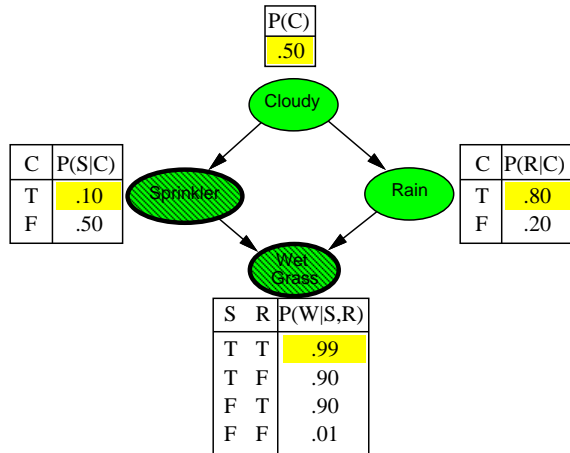 P(C)
.50
Cloudy
C P(S|C)
T .10
F .50
Sprinkler
Rain
C P(R|C)
T .80
F .20
Wet
Grass
S R P(W|S,R)
T T .99
T F .90
F T .90
F F .01